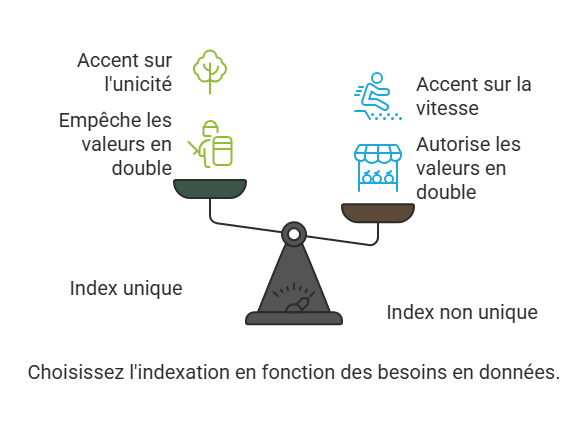 Accent sur
l'unicité
Empêche les
valeurs en
double
Accent sur la
vitesse
Autorise les
valeurs en
double
Index unique
Index non unique
Choisissez l'indexation en fonction des besoins en données.